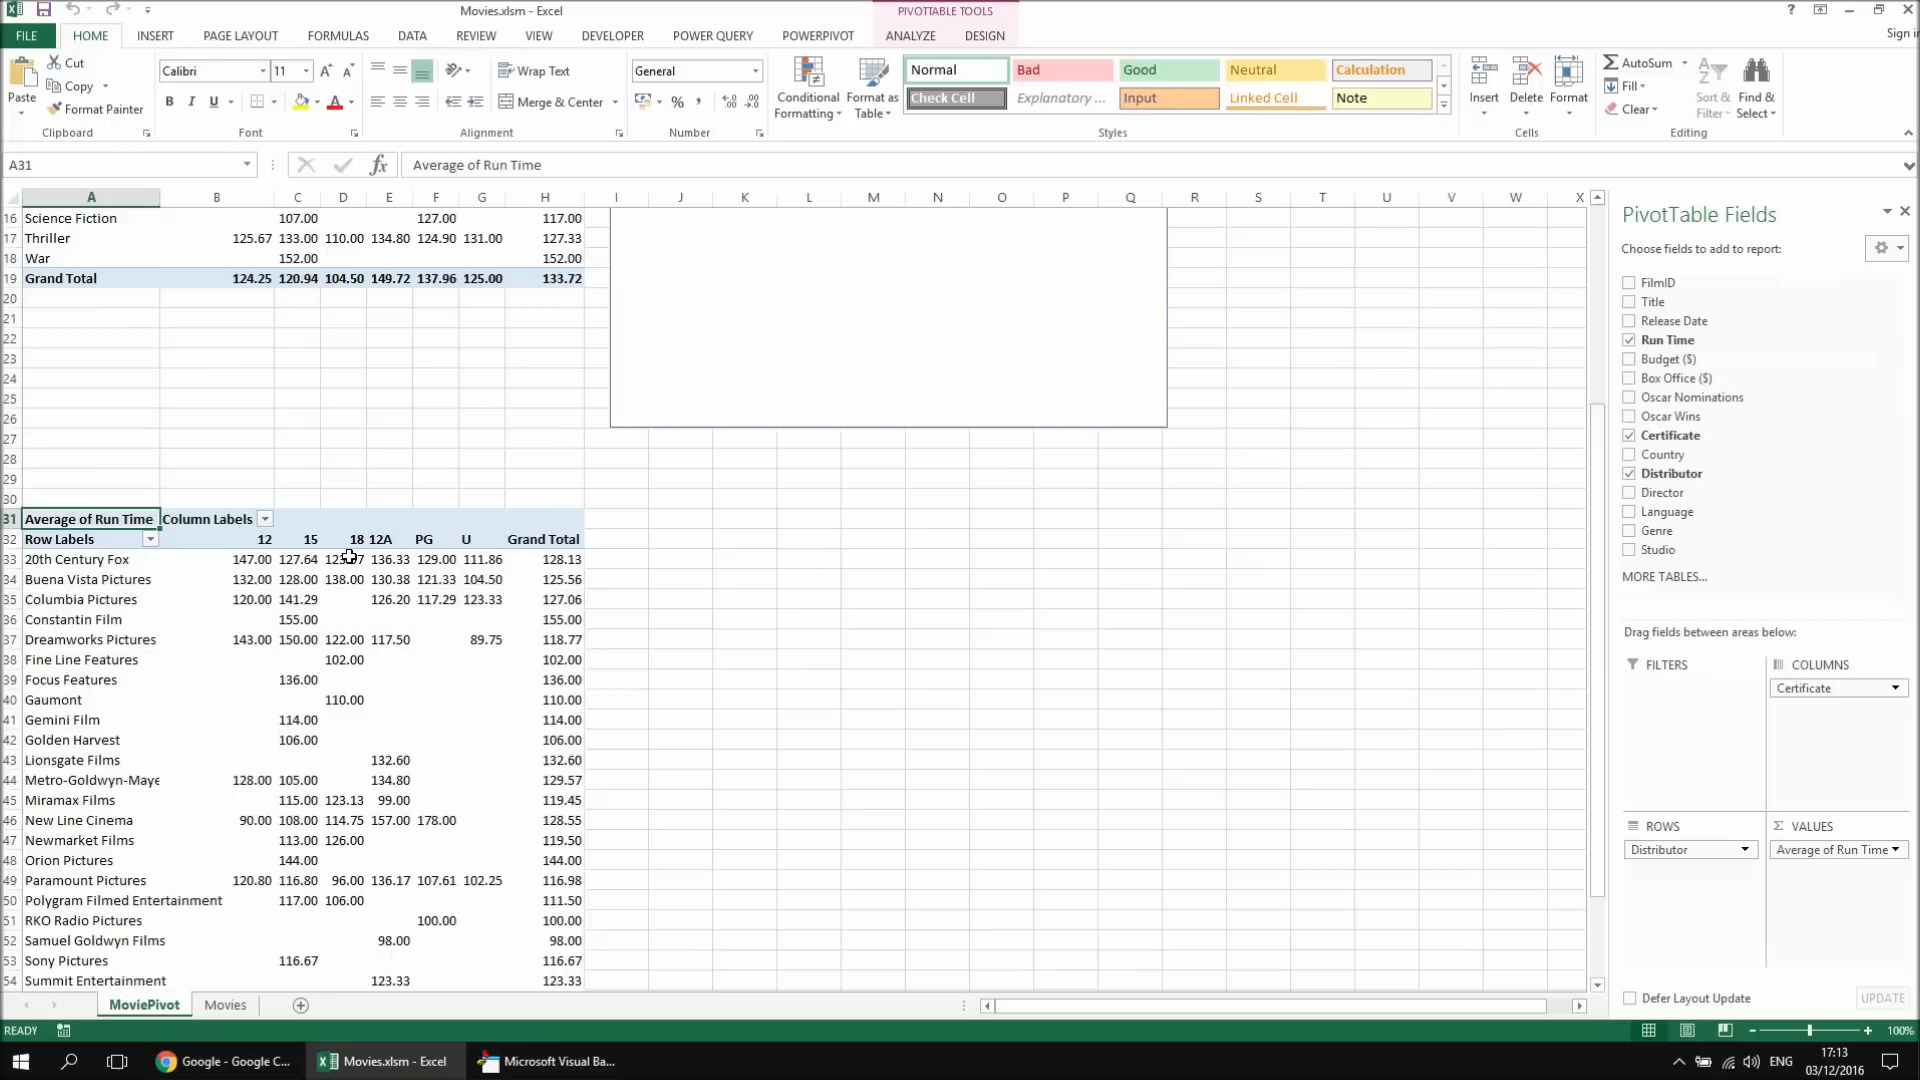 Movies.xlsm - Excel
PIVOTTABLE TOOLS
?
FILE HOME INSERT PAGE LAYOUT FORMULAS DATA REVIEW VIEW DEVELOPER POWER QUERY POWERPIVOT ANALYZE DESIGN
Sign in
Paste
Cut
Copy
Format Painter
Clipboard
Calibri 11
B I U
Font
Wrap Text
Merge & Center
Alignment
General
%
Number
Conditional Formatting
Format as Table
Normal Bad Good Neutral Calculation
Check Cell Explanatory ... Input Linked Cell Note
Styles
Insert Delete Format
Cells
AutoSum
Fill
Clear
Sort & Filter
Find & Select
Editing
A31 fx Average of Run Time
A B C D E F G H I J K L M N O P Q R S T U V W X
16 Science Fiction 107.00 127.00 117.00
17 Thriller 125.67 133.00 110.00 134.80 124.90 131.00 127.33
18 War 152.00 152.00
19 Grand Total 124.25 120.94 104.50 149.72 137.96 125.00 133.72
20
21
22
23
24
25
26
27
28
29
30
31 Average of Run Time Column Labels
32 Row Labels 12 15 18 12A PG U Grand Total
33 20th Century Fox 147.00 127.64 136.33 129.00 111.86 128.13
34 Buena Vista Pictures 132.00 128.00 138.00 130.38 121.33 104.50 125.56
35 Columbia Pictures 120.00 141.29 126.20 117.29 123.33 127.06
36 Constantin Film 155.00 155.00
37 Dreamworks Pictures 143.00 150.00 122.00 117.50 89.75 118.77
38 Fine Line Features 102.00 102.00
39 Focus Features 136.00 136.00
40 Gaumont 110.00 110.00
41 Gemini Film 114.00 114.00
42 Golden Harvest 106.00 106.00
43 Lionsgate Films 132.60 132.60
44 Metro-Goldwyn-Maye 128.00 105.00 134.80 129.57
45 Miramax Films 115.00 123.13 99.00 119.45
46 New Line Cinema 90.00 108.00 114.75 157.00 178.00 128.55
47 Newmarket Films 113.00 126.00 119.50
48 Orion Pictures 144.00 144.00
49 Paramount Pictures 120.80 116.80 96.00 136.17 107.61 102.25 116.98
50 Polygram Filmed Entertainment 117.00 106.00 111.50
51 RKO Radio Pictures 100.00 100.00
52 Samuel Goldwyn Films 98.00 98.00
53 Sony Pictures 116.67 116.67
54 Summit Entertainment 123.33 123.33
PivotTable Fields
Choose fields to add to report:
FilmID
Title
Release Date
Run Time
Budget ($)
Box Office ($)
Oscar Nominations
Oscar Wins
Certificate
Country
Distributor
Director
Language
Genre
Studio
MORE TABLES...
Drag fields between areas below:
FILTERS
COLUMNS
Certificate
ROWS
Distributor
Σ VALUES
Average of Run Time
Defer Layout Update UPDATE
MoviePivot Movies
READY
100%
Google - Google C...
Movies.xlsm - Excel
Microsoft Visual Ba...
ENG
17:13
03/12/2016